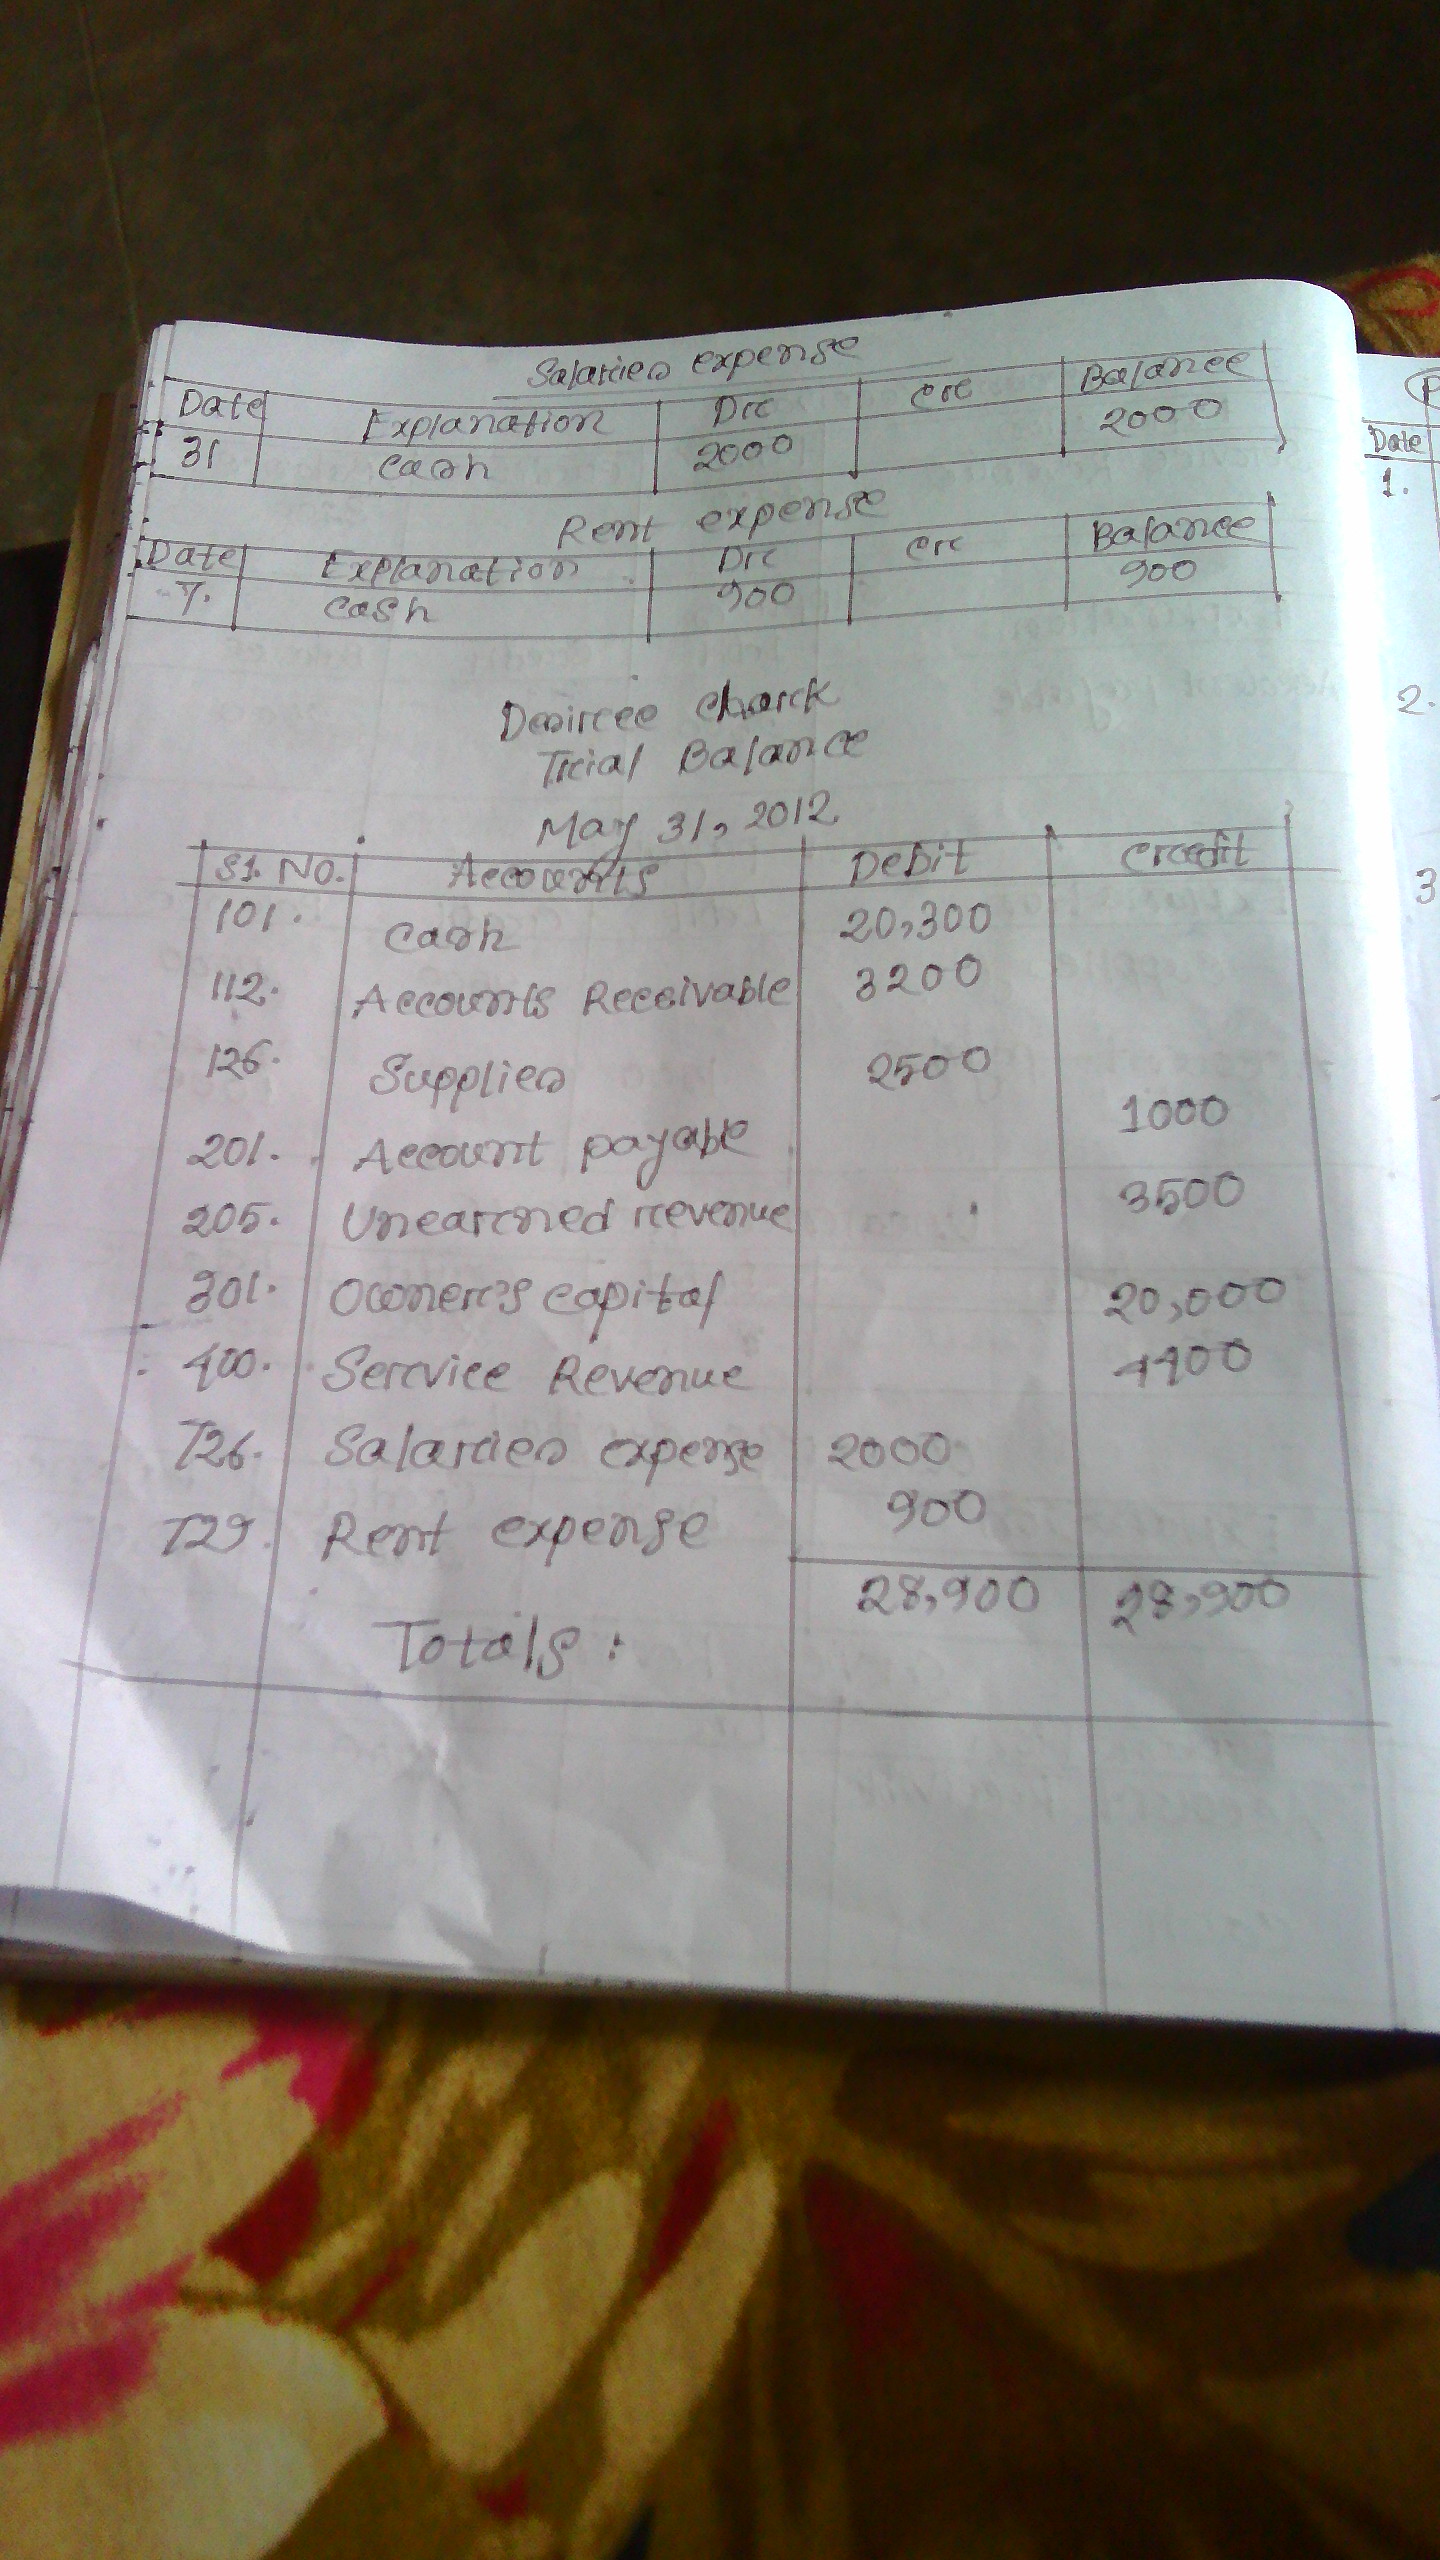 Salaries expense
Date Explanation Dr Cr Balance
31 Cash 2000 2000
Rent expense
Date Explanation Dr Cr Balance
7. Cash 900 900
Desiree Clark
Trial Balance
May 31, 2012
Sl. No. Accounts Debit Credit
101. Cash 20,300
112. Accounts Receivable 3200
126. Supplies 2500
201. Account payable 1000
205. Unearned revenue 3500
301. Owner's capital 20,000
400. Service Revenue 4400
726. Salaries expense 2000
729. Rent expense 900
Totals: 28,900 28,900
Date
1.
2.
3